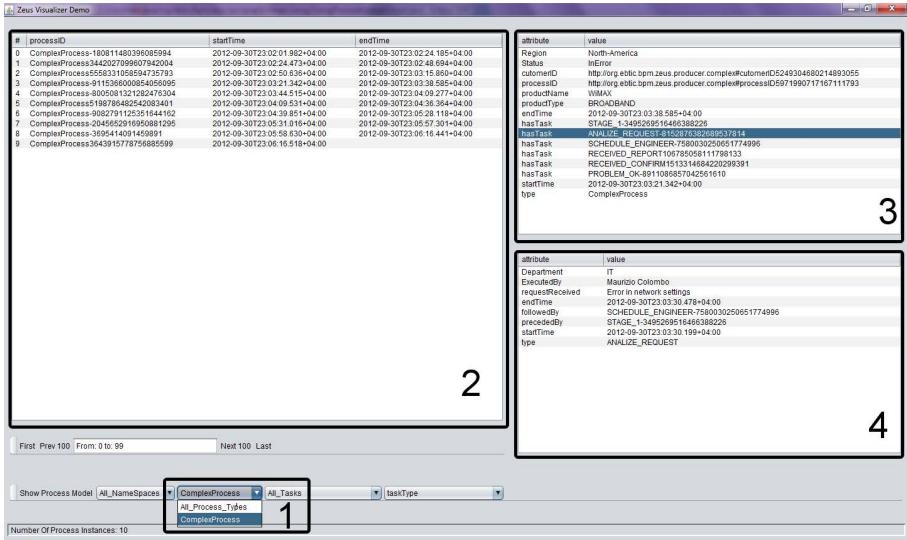 Zeus Visualizer Demo
# processID startTime endTime
0 ComplexProcess-180811480396085994 2012-09-30T23:02:01.982+04:00 2012-09-30T23:02:24.185+04:00
1 ComplexProcess3442027099607942004 2012-09-30T23:02:24.473+04:00 2012-09-30T23:02:48.694+04:00
2 ComplexProcess5558331058594735793 2012-09-30T23:02:50.636+04:00 2012-09-30T23:03:15.860+04:00
3 ComplexProcess-9115366000854056095 2012-09-30T23:03:21.342+04:00 2012-09-30T23:03:38.585+04:00
4 ComplexProcess-8005081321282476304 2012-09-30T23:03:44.515+04:00 2012-09-30T23:04:09.277+04:00
5 ComplexProcess5198786482542083401 2012-09-30T23:04:09.531+04:00 2012-09-30T23:04:36.364+04:00
6 ComplexProcess-9082791125351644162 2012-09-30T23:04:39.851+04:00 2012-09-30T23:05:28.118+04:00
7 ComplexProcess-2045652916950881295 2012-09-30T23:05:31.016+04:00 2012-09-30T23:05:57.301+04:00
8 ComplexProcess-3695414091459891 2012-09-30T23:05:58.630+04:00 2012-09-30T23:06:16.441+04:00
9 ComplexProcess3643915778756885599 2012-09-30T23:06:16.518+04:00
2
attribute value
Region North-America
Status InError
cutomerID http://org.ebtic.bpm.zeus.producer.complex#cutomerID5249304680214893055
processID http://org.ebtic.bpm.zeus.producer.complex#processID5971990717167111793
productName WiMAX
productType BROADBAND
endTime 2012-09-30T23:03:38.585+04:00
hasTask STAGE_1-3495269516466388226
hasTask ANALIZE_REQUEST-8152876382689537814
hasTask SCHEDULE_ENGINEER-7580030250651774996
hasTask RECEIVED_REPORT106785058111798133
hasTask RECEIVED_CONFIRM1513314684220299391
hasTask PROBLEM_OK-8911086857042561610
startTime 2012-09-30T23:03:21.342+04:00
type ComplexProcess
3
attribute value
Department IT
ExecutedBy Maurizio Colombo
requestReceived Error in network settings
endTime 2012-09-30T23:03:30.478+04:00
followedBy SCHEDULE_ENGINEER-7580030250651774996
precededBy STAGE_1-3495269516466388226
startTime 2012-09-30T23:03:30.199+04:00
type ANALIZE_REQUEST
4
First Prev 100 From: 0 to: 99 Next 100 Last
Show Process Model All_NameSpaces ComplexProcess All_Tasks taskType
All_Process_Types
ComplexProcess
1
Number Of Process Instances: 10